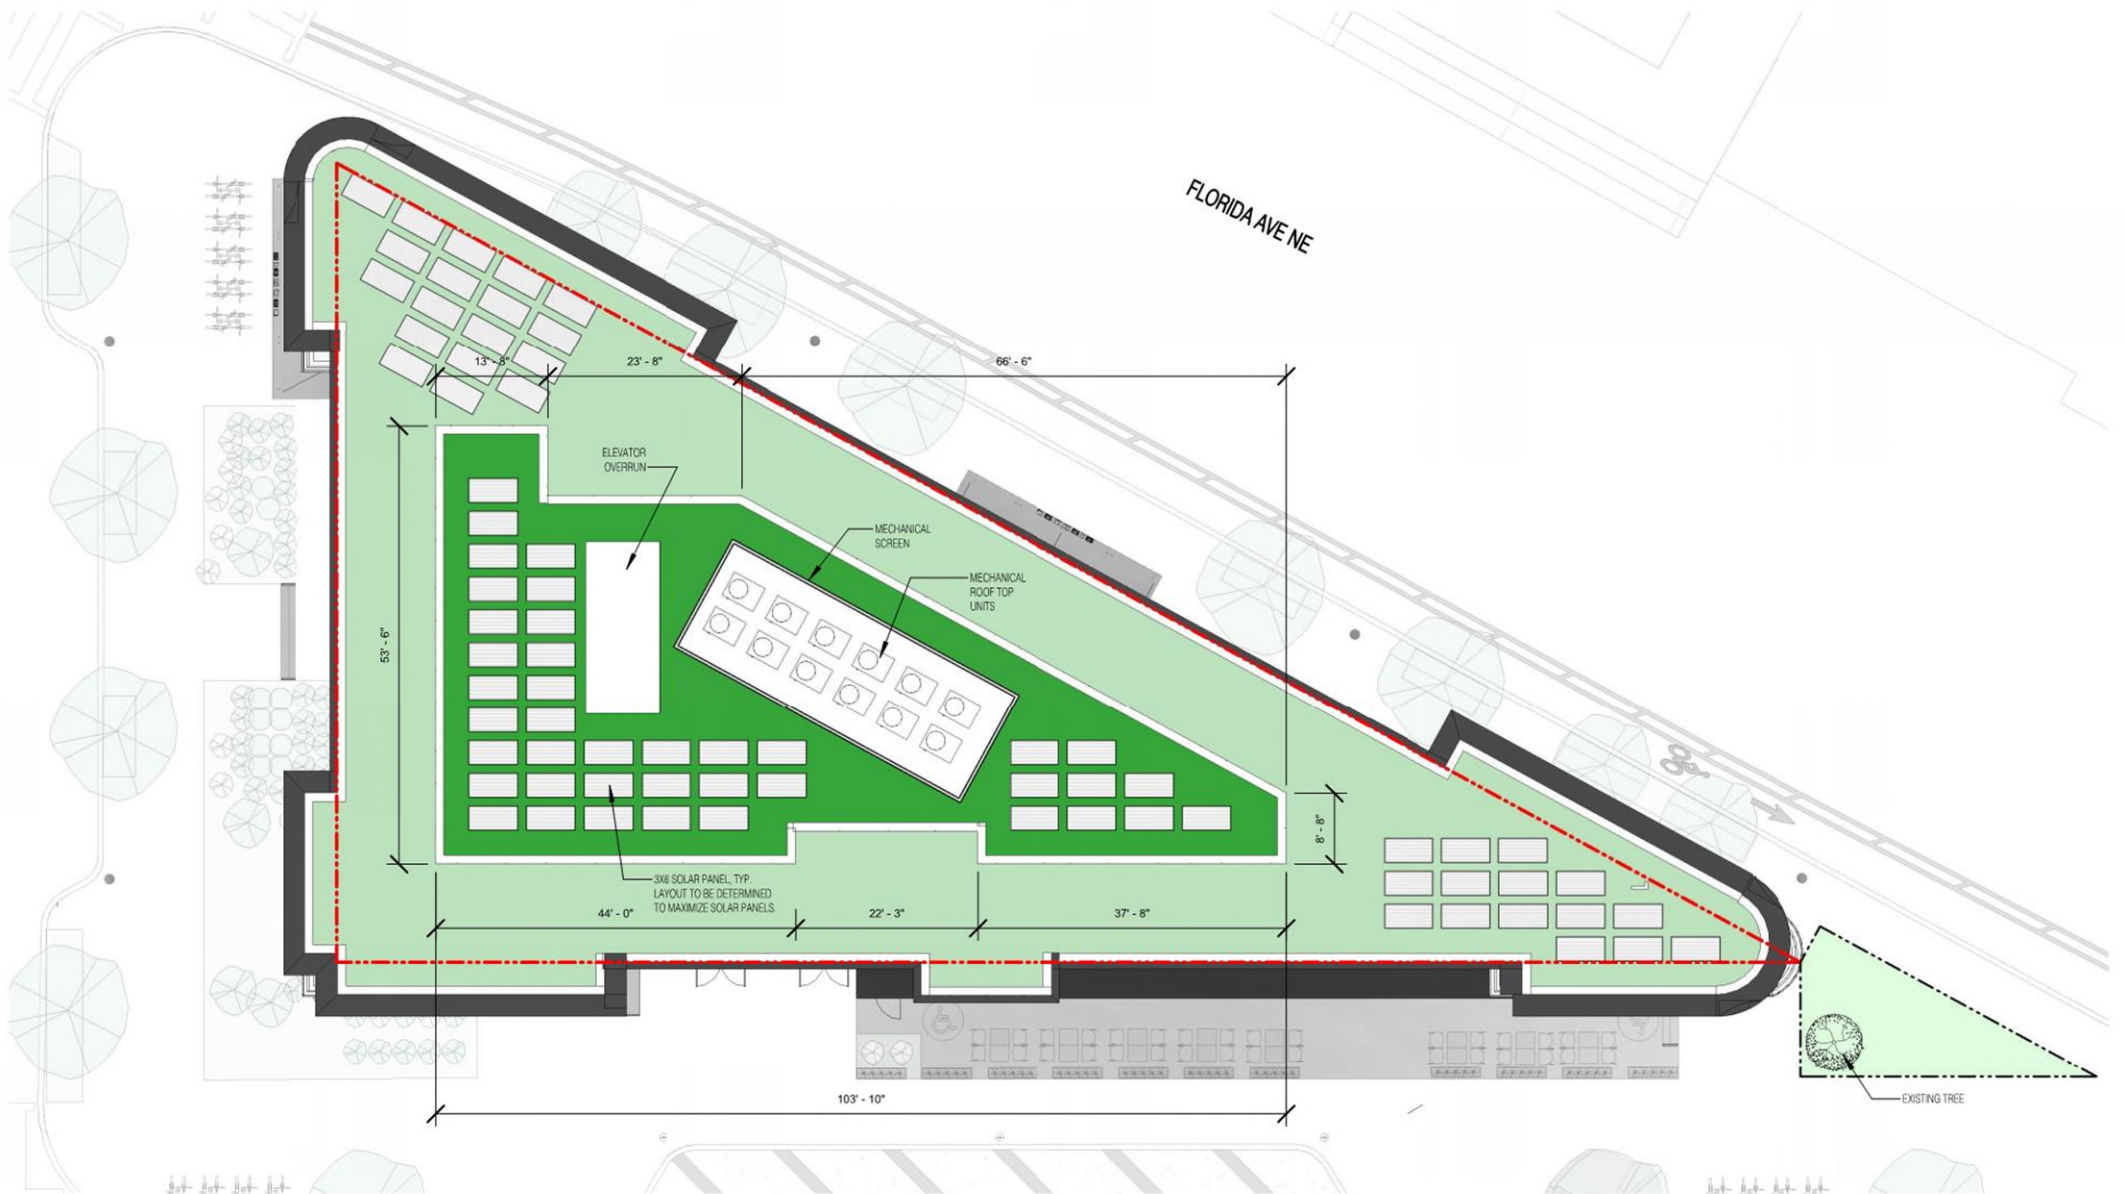 FLORIDA AVE NE
13' - 8"
23' - 8"
66' - 6"
ELEVATOR
OVERRUN
MECHANICAL
SCREEN
MECHANICAL
ROOF TOP
UNITS
53' - 6"
8' - 8"
3X6 SOLAR PANEL, TYP.
LAYOUT TO BE DETERMINED
TO MAXIMIZE SOLAR PANELS.
44' - 0"
22' - 3"
37' - 8"
103' - 10"
EXISTING TREE